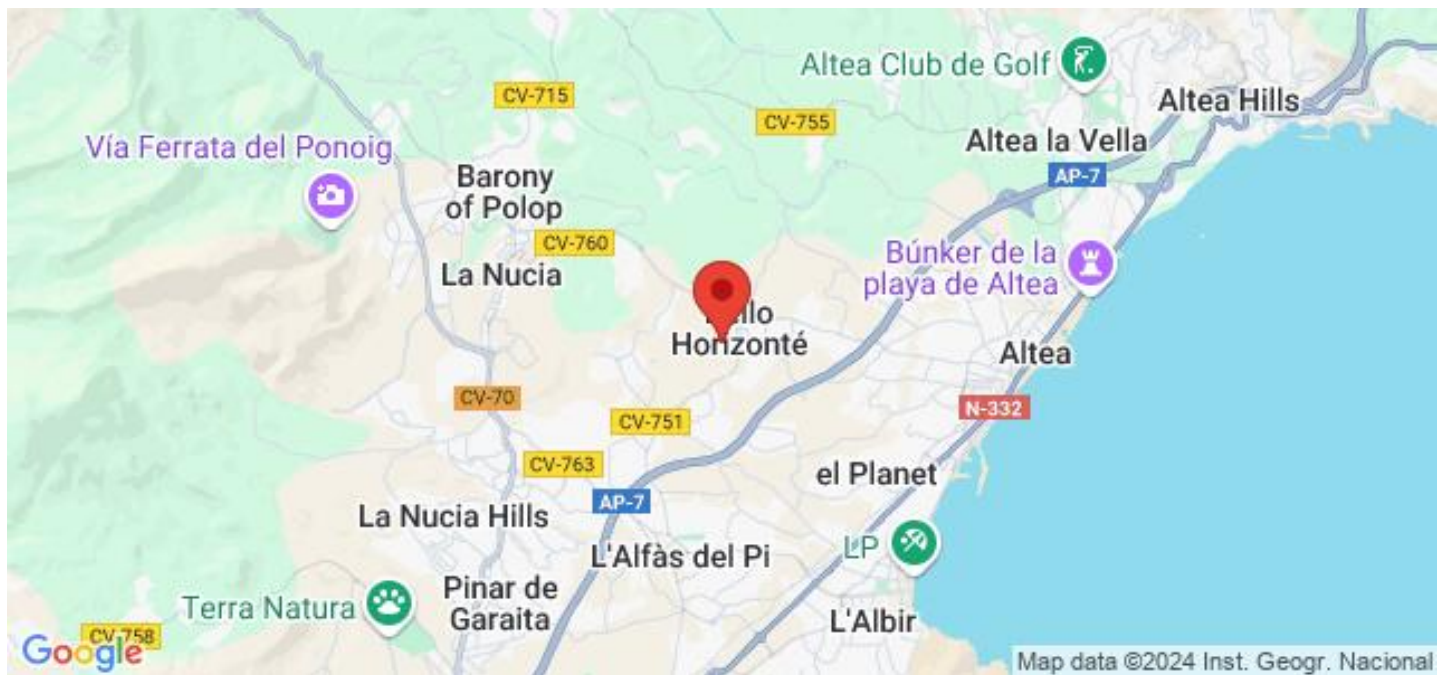 CV-715
Altea Club de Golf
Altea Hills
CV-755
Altea la Vella
Vía Ferrata del Ponoig
AP-7
Barony
of Polop
CV-760
Búnker de la
playa de Altea
La Nucia
Horizonté
Altea
CV-70
N-332
CV-751
CV-763
el Planet
AP-7
La Nucia Hills
LP
L'Alfàs del Pi
Pinar de
Garaita
Terra Natura
L'Albir
CV-758
Google
Map data ©2024 Inst. Geogr. Nacional